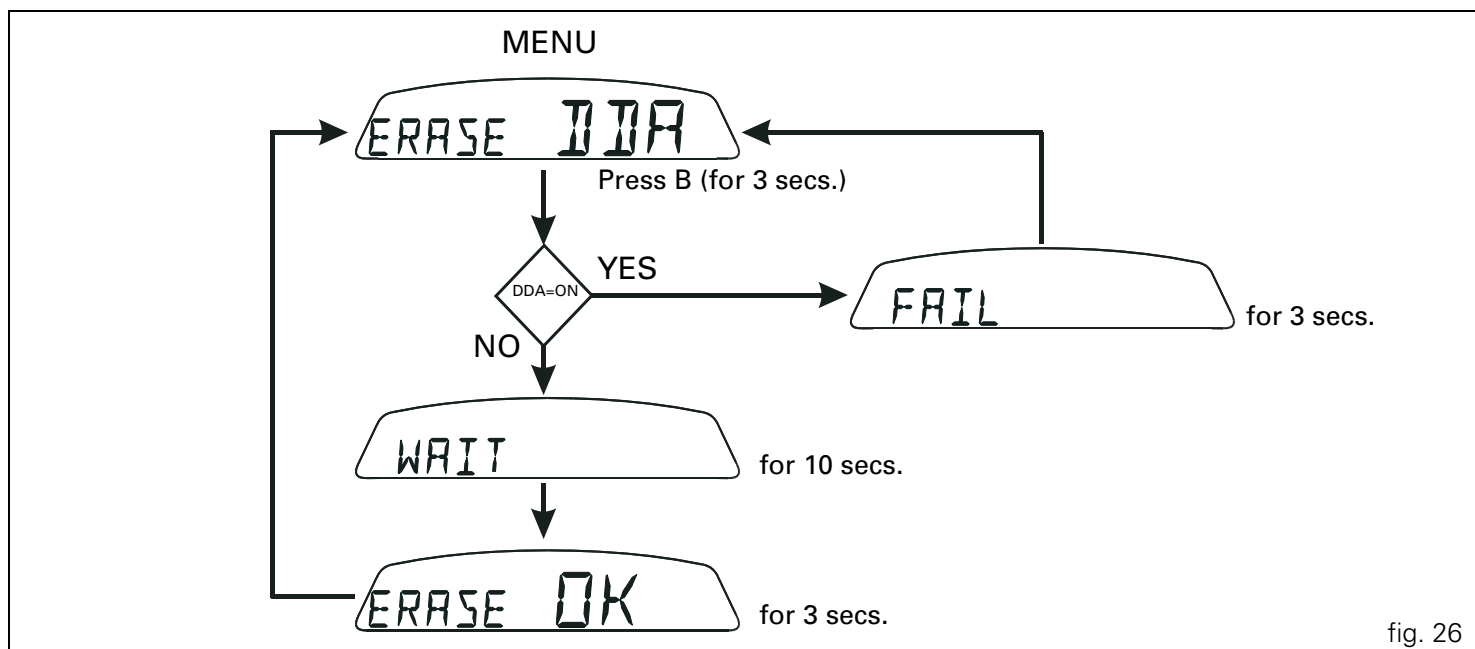 MENU
ERASE DDA
Press B (for 3 secs.)
DDA=ON
YES
FAIL
for 3 secs.
NO
WAIT
for 10 secs.
ERASE OK
for 3 secs.
fig. 26